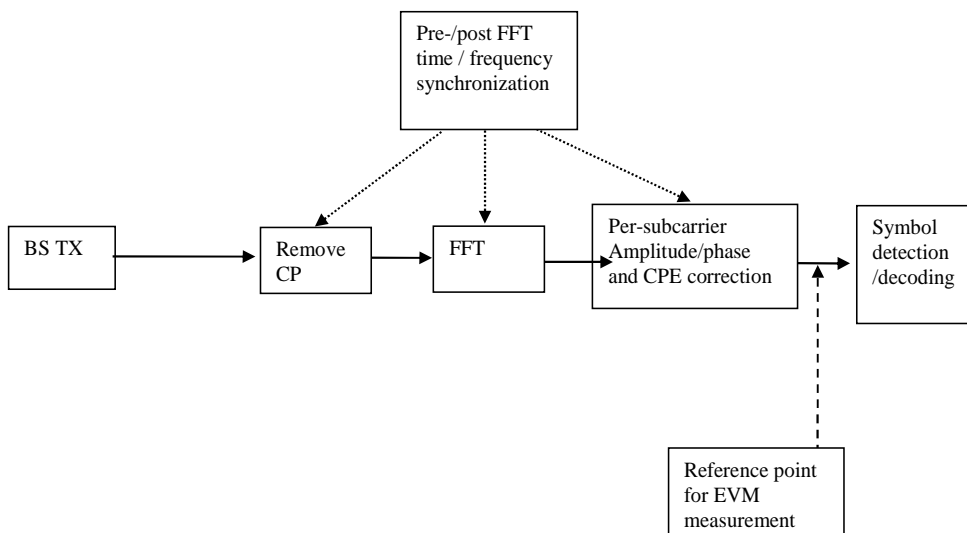 Pre-/post FFT
time / frequency
synchronization
BS TX
Remove
CP
FFT
Per-subcarrier
Amplitude/phase
and CPE correction
Symbol
detection
/decoding
Reference point
for EVM
measurement